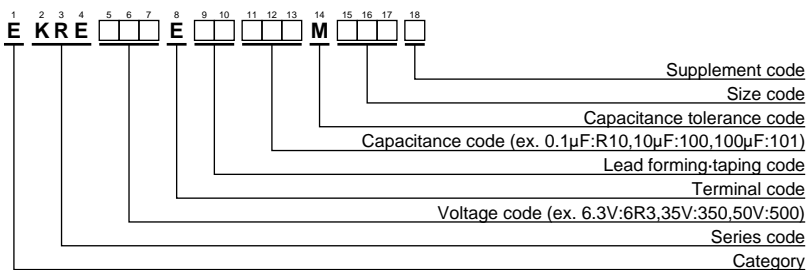 1 2 3 4 5 6 7 8 9 10 11 12 13 14 15 16 17 18
E K R E E M
Supplement code
Size code
Capacitance tolerance code
Capacitance code (ex. 0.1µF:R10,10µF:100,100µF:101)
Lead forming·taping code
Terminal code
Voltage code (ex. 6.3V:6R3,35V:350,50V:500)
Series code
Category